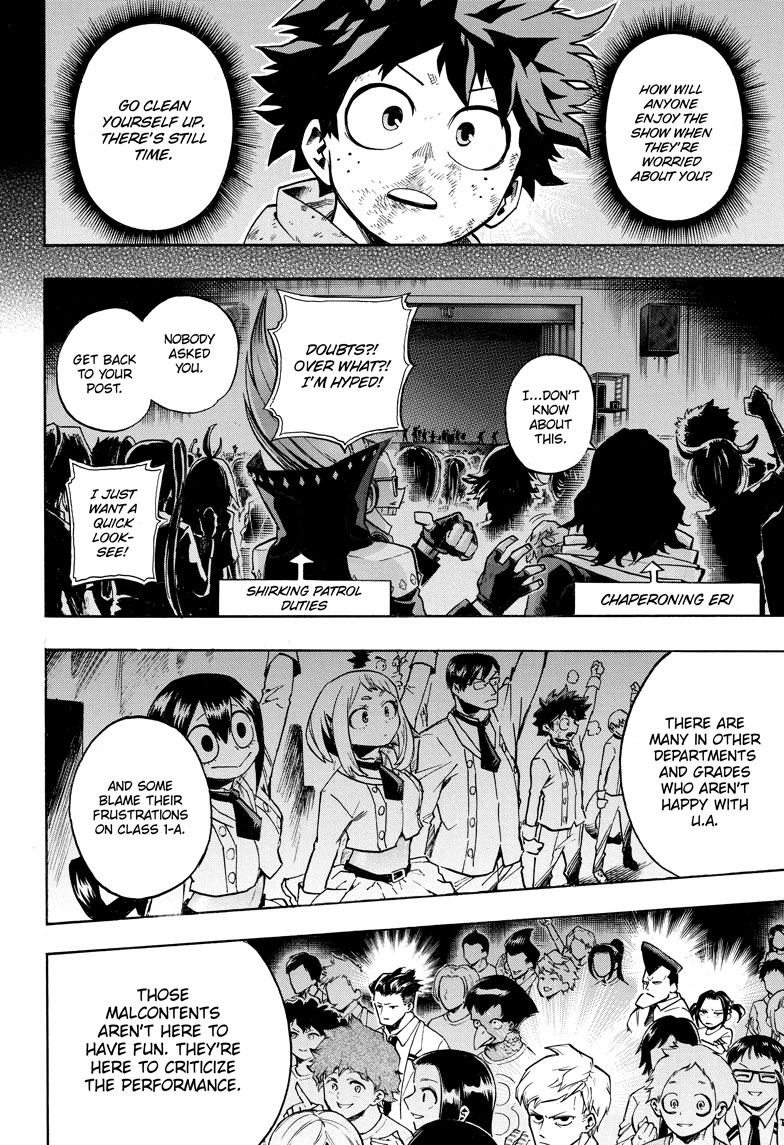 HOW WILL
ANYONE
ENJOY THE
SHOW WHEN
THEY'RE
WORRIED
ABOUT YOU?
GO CLEAN
YOURSELF UP.
THERE'S STILL
TIME.
I...DON'T
KNOW
ABOUT
THIS.
DOUBTS?!
OVER WHAT?!
I'M HYPED!
NOBODY
ASKED
YOU.
GET BACK
TO YOUR
POST.
I JUST
WANT A
QUICK
LOOK-
SEE!
CHAPERONING ERI
SHIRKING PATROL
DUTIES
THERE ARE
MANY IN OTHER
DEPARTMENTS
AND GRADES
WHO AREN'T
HAPPY WITH
U.A.
AND SOME
BLAME THEIR
FRUSTRATIONS
ON CLASS 1-A.
THOSE
MALCONTENTS
AREN'T HERE TO
HAVE FUN. THEY'RE
HERE TO CRITICIZE
THE PERFORMANCE.